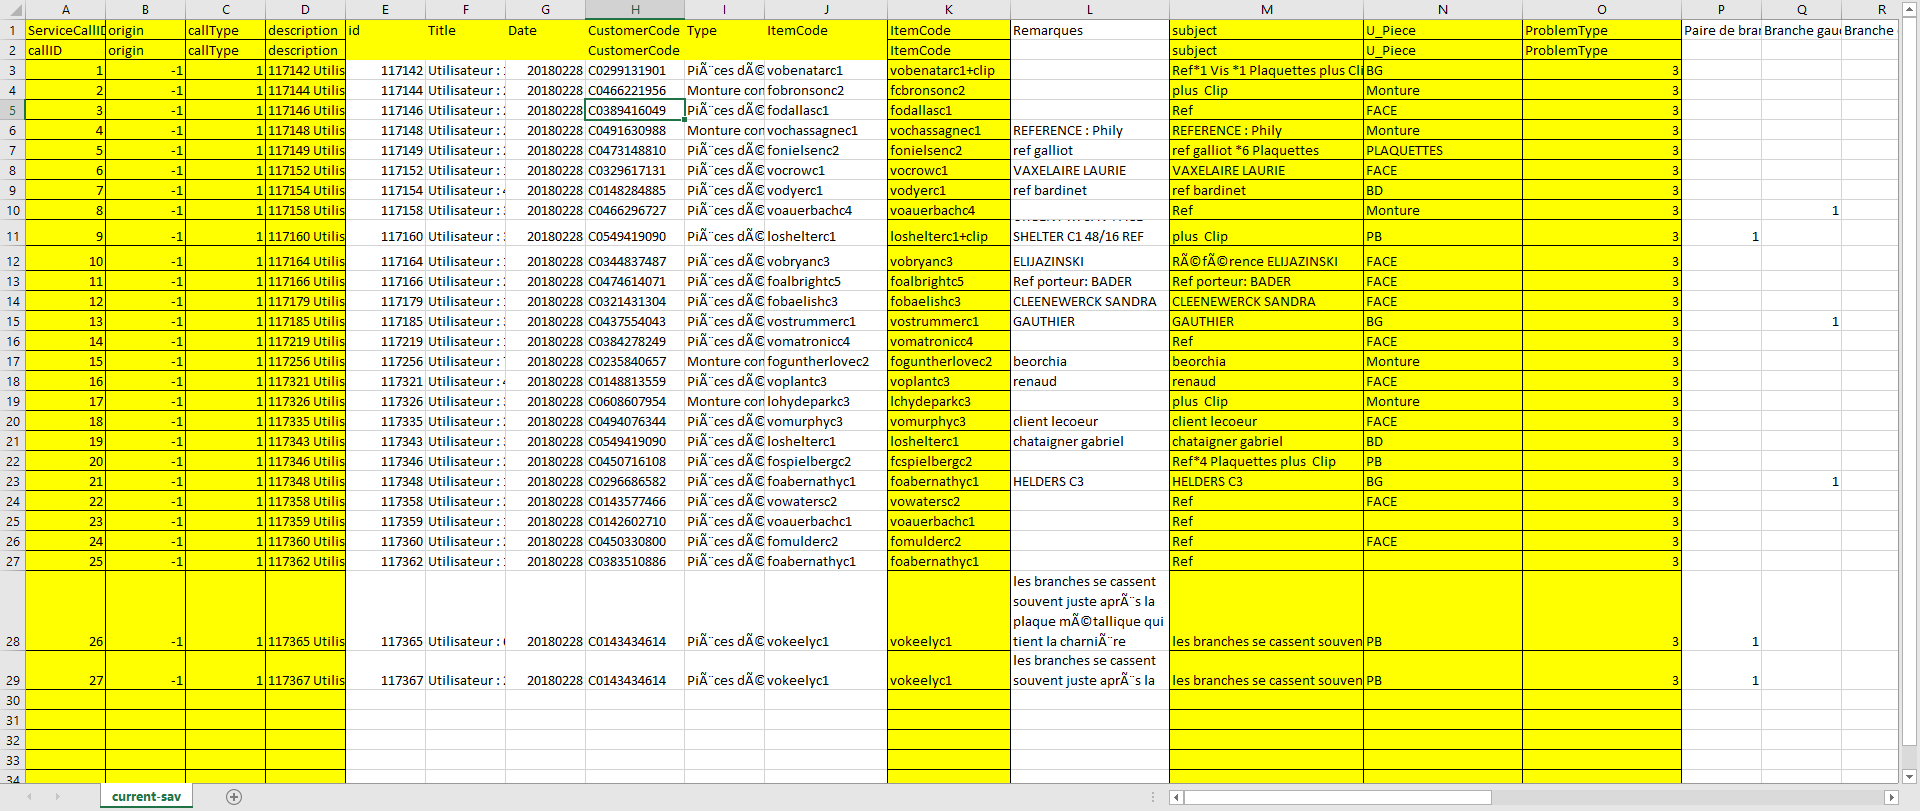 A B C D E F G H I J K L M N O P Q R
1 ServiceCallID origin callType description id Title Date CustomerCode Type ItemCode ItemCode Remarques subject U_Piece ProblemType Paire de bran Branche gauc Branche
2 callID origin callType description CustomerCode ItemCode subject U_Piece ProblemType
3 1 -1 1 117142 Utilis 117142 Utilisateur : 20180228 C0299131901 PiÃ¨ces dÃ© vobenatarc1 vobenatarc1+clip Ref*1 Vis *1 Plaquettes plus Cli BG 3
4 2 -1 1 117144 Utilis 117144 Utilisateur : 20180228 C0466221956 Monture con fobronsonc2 fcbronsonc2 plus Clip Monture 3
5 3 -1 1 117146 Utilis 117146 Utilisateur : 20180228 C0389416049 PiÃ¨ces dÃ© fodallasc1 fodallasc1 Ref FACE 3
6 4 -1 1 117148 Utilis 117148 Utilisateur : 20180228 C0491630988 Monture con vochassagnec1 vochassagnec1 REFERENCE : Phily REFERENCE : Phily Monture 3
7 5 -1 1 117149 Utilis 117149 Utilisateur : 20180228 C0473148810 PiÃ¨ces dÃ© fonielsenc2 fonielsenc2 ref galliot ref galliot *6 Plaquettes PLAQUETTES 3
8 6 -1 1 117152 Utilis 117152 Utilisateur : 20180228 C0329617131 PiÃ¨ces dÃ© vocrowc1 vocrowc1 VAXELAIRE LAURIE VAXELAIRE LAURIE FACE 3
9 7 -1 1 117154 Utilis 117154 Utilisateur : 20180228 C0148284885 PiÃ¨ces dÃ© vodyerc1 vodyerc1 ref bardinet ref bardinet BD 3
10 8 -1 1 117158 Utilis 117158 Utilisateur : 20180228 C0466296727 PiÃ¨ces dÃ© voauerbachc4 voauerbachc4 Ref Monture 3 1
11 9 -1 1 117160 Utilis 117160 Utilisateur : 20180228 C0549419090 PiÃ¨ces dÃ© loshelterc1 loshelterc1+clip SHELTER C1 48/16 REF plus Clip PB 3 1
12 10 -1 1 117164 Utilis 117164 Utilisateur : 20180228 C0344837487 PiÃ¨ces dÃ© vobryanc3 vobryanc3 ELIJAZINSKI RÃ©fÃ©rence ELIJAZINSKI FACE 3
13 11 -1 1 117166 Utilis 117166 Utilisateur : 20180228 C0474614071 PiÃ¨ces dÃ© foalbrightc5 foalbrightc5 Ref porteur: BADER Ref porteur: BADER FACE 3
14 12 -1 1 117179 Utilis 117179 Utilisateur : 20180228 C0321431304 PiÃ¨ces dÃ© fobaelishc3 fobaelishc3 CLEENEWERCK SANDRA CLEENEWERCK SANDRA FACE 3
15 13 -1 1 117185 Utilis 117185 Utilisateur : 20180228 C0437554043 PiÃ¨ces dÃ© vostrummerc1 vostrummerc1 GAUTHIER GAUTHIER BG 3 1
16 14 -1 1 117219 Utilis 117219 Utilisateur : 20180228 C0384278249 PiÃ¨ces dÃ© vomatronicc4 vomatronicc4 Ref FACE 3
17 15 -1 1 117256 Utilis 117256 Utilisateur : 20180228 C0235840657 Monture con foguntherlovec2 foguntherlovec2 beorchia beorchia Monture 3
18 16 -1 1 117321 Utilis 117321 Utilisateur : 20180228 C0148813559 PiÃ¨ces dÃ© voplantc3 voplantc3 renaud renaud FACE 3
19 17 -1 1 117326 Utilis 117326 Utilisateur : 20180228 C0608607954 Monture con lohydeparkc3 lchydeparkc3 plus Clip Monture 3
20 18 -1 1 117335 Utilis 117335 Utilisateur : 20180228 C0494076344 PiÃ¨ces dÃ© vomurphyc3 vomurphyc3 client lecoeur client lecoeur FACE 3
21 19 -1 1 117343 Utilis 117343 Utilisateur : 20180228 C0549419090 PiÃ¨ces dÃ© loshelterc1 loshelterc1 chataigner gabriel chataigner gabriel BD 3
22 20 -1 1 117346 Utilis 117346 Utilisateur : 20180228 C0450716108 PiÃ¨ces dÃ© fospielbergc2 fcspielbergc2 Ref*4 Plaquettes plus Clip PB 3
23 21 -1 1 117348 Utilis 117348 Utilisateur : 20180228 C0296686582 PiÃ¨ces dÃ© foabernathyc1 foabernathyc1 HELDERS C3 HELDERS C3 BG 3 1
24 22 -1 1 117358 Utilis 117358 Utilisateur : 20180228 C0143577466 PiÃ¨ces dÃ© vowatersc2 vowatersc2 Ref FACE 3
25 23 -1 1 117359 Utilis 117359 Utilisateur : 20180228 C0142602710 PiÃ¨ces dÃ© voauerbachc1 voauerbachc1 Ref 3
26 24 -1 1 117360 Utilis 117360 Utilisateur : 20180228 C0450330800 PiÃ¨ces dÃ© fomulderc2 fomulderc2 Ref FACE 3
27 25 -1 1 117362 Utilis 117362 Utilisateur : 20180228 C0383510886 PiÃ¨ces dÃ© foabernathyc1 foabernathyc1 Ref 3
les branches se cassent
souvent juste aprÃ¨s la
plaque mÃ©tallique qui
28 26 -1 1 117365 Utilis 117365 Utilisateur : 20180228 C0143434614 PiÃ¨ces dÃ© vokeelyc1 vokeelyc1 tient la charniÃ¨re les branches se cassent souven PB 3 1
les branches se cassent
29 27 -1 1 117367 Utilis 117367 Utilisateur : 20180228 C0143434614 PiÃ¨ces dÃ© vokeelyc1 vokeelyc1 souvent juste aprÃ¨s la les branches se cassent souven PB 3 1
30
31
32
33
34
current-sav